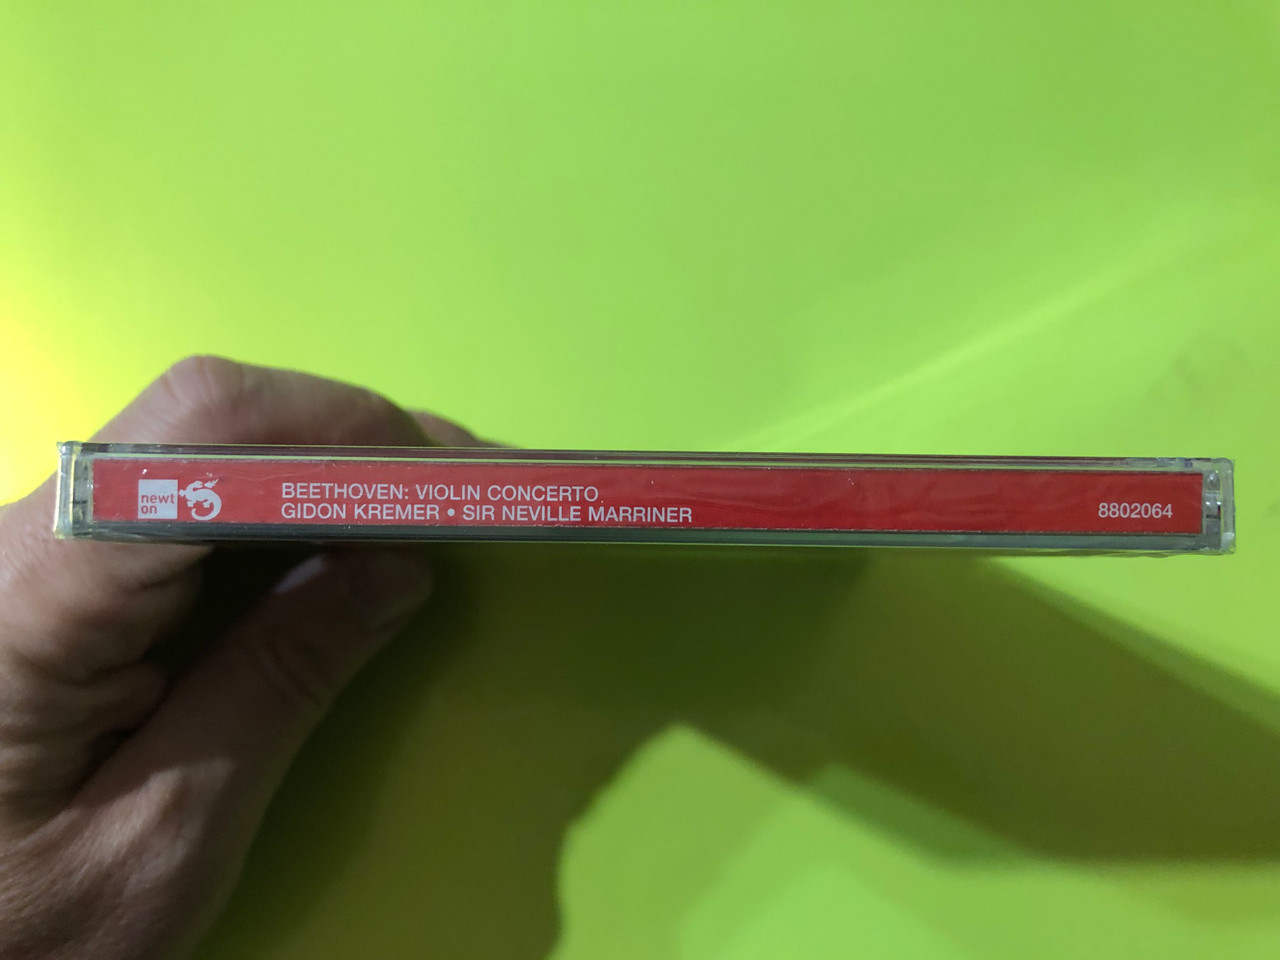 newt
on
BEETHOVEN: VIOLIN CONCERTO
GIDON KREMER • SIR NEVILLE MARRINER
8802064